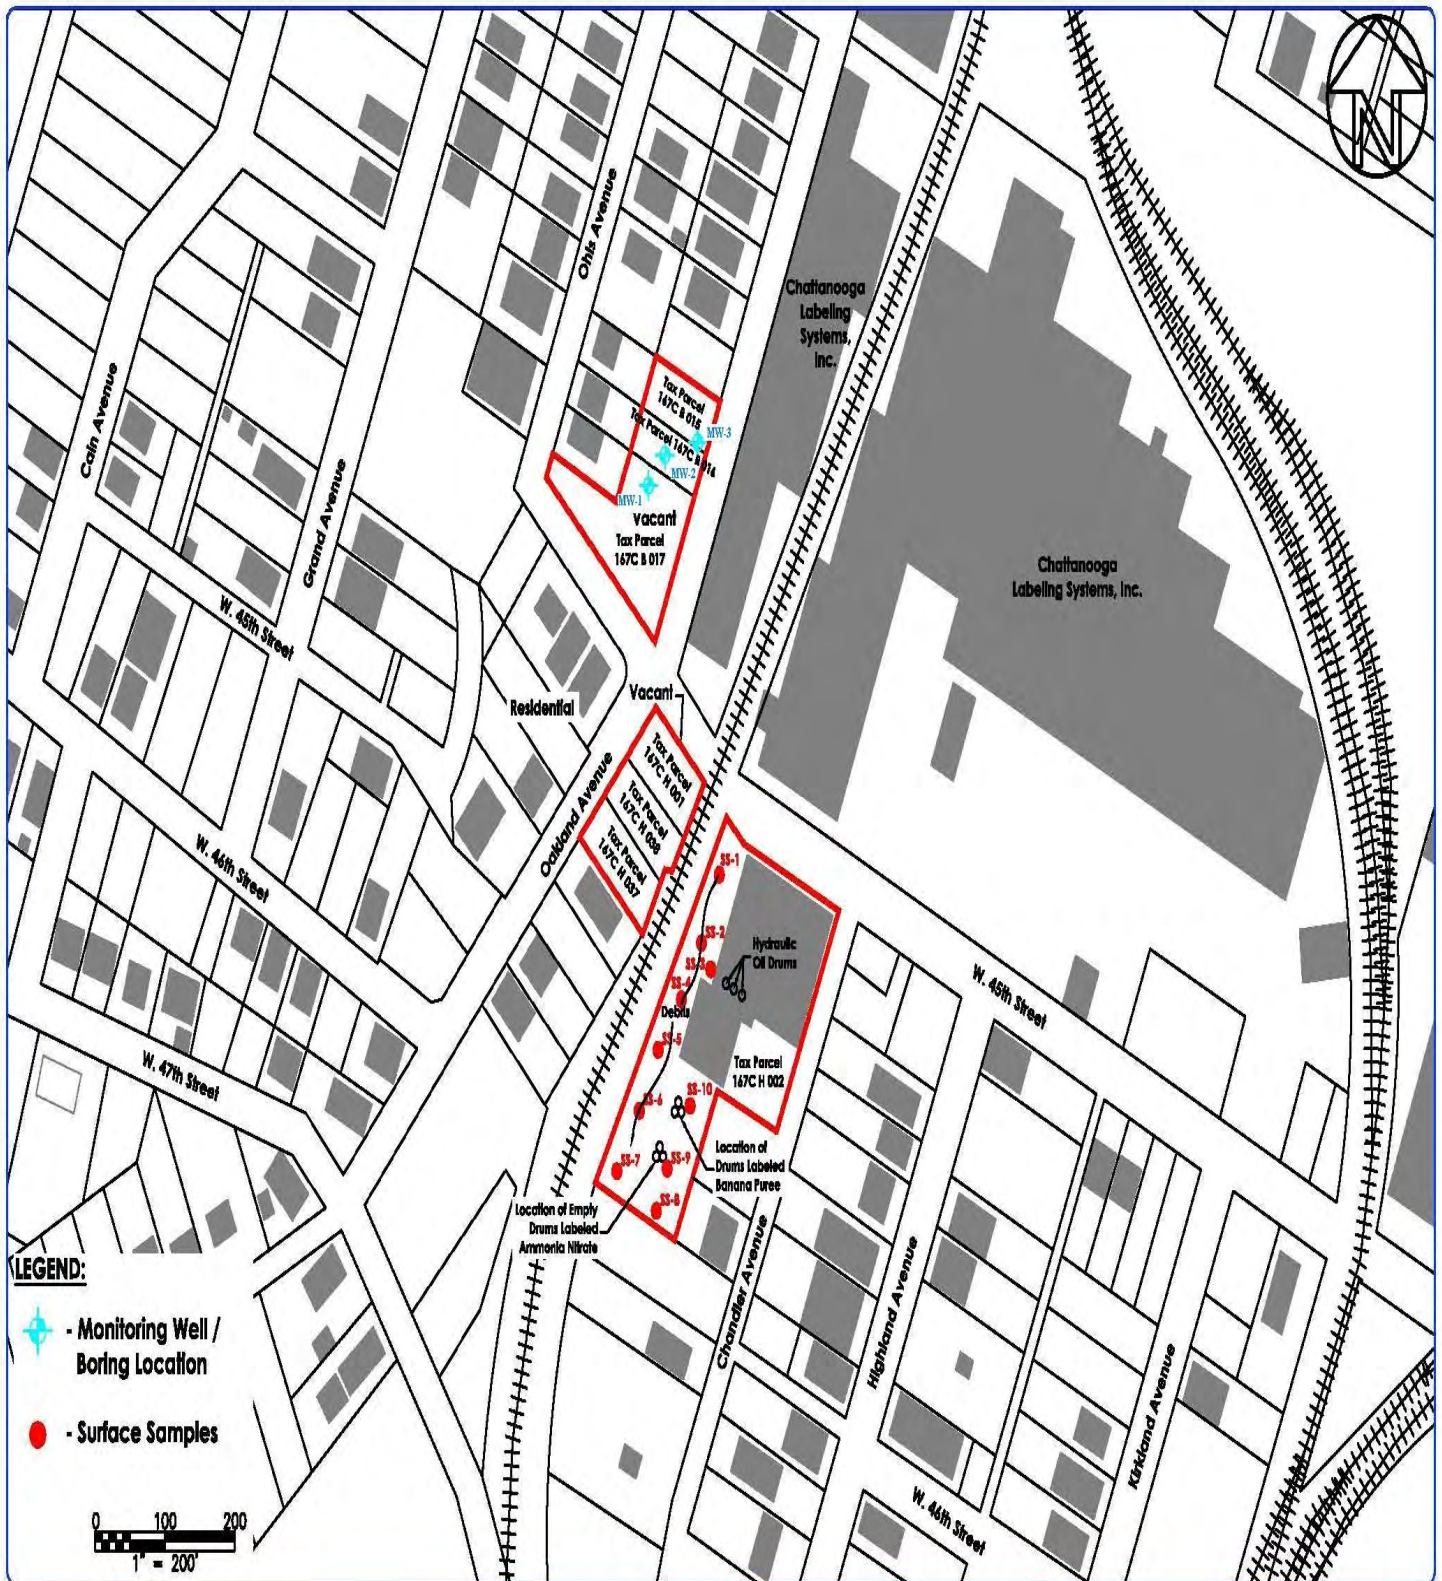 N
Ohls Avenue
Chattanooga
Labeling
Systems,
Inc.
Cain Avenue
Tax Parcel
167C B 015
Tax Parcel 167C B 016
MW-3
MW-2
MW-1
Vacant
Tax Parcel
167C B 017
Grand Avenue
Chattanooga
Labeling Systems, Inc.
W. 45th Street
Vacant
Residential
Tax Parcel
167C H 001
Tax Parcel
167C H 038
Tax Parcel
167C H 037
Oakland Avenue
W. 46th Street
SS-1
SS-2
Hydraulic
Oil Drums
SS-3
SS-4
Debris
W. 45th Street
SS-5
Tax Parcel
167C H 002
W. 47th Street
SS-6
SS-10
Location of
Drums Labeled
Banana Puree
SS-7
SS-9
SS-8
Location of Empty
Drums Labeled
Ammonia Nitrate
Chandler Avenue
Highland Avenue
Kirkland Avenue
W. 46th Street
LEGEND:
- Monitoring Well /
Boring Location
- Surface Samples
0 100 200
1" = 200'